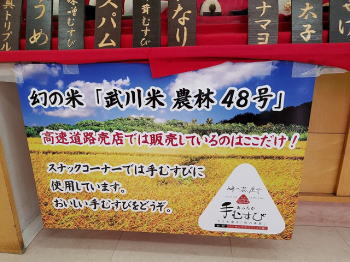 うめ
スパム
むすび
なり
ナマヨ
太子
幻の米「武川米 農林48号」
高速道路売店では販売しているのはここだけ!
スナックコーナーでは手むすびに
使用しています。
おいしい手むすびをどうぞ。
手むすび